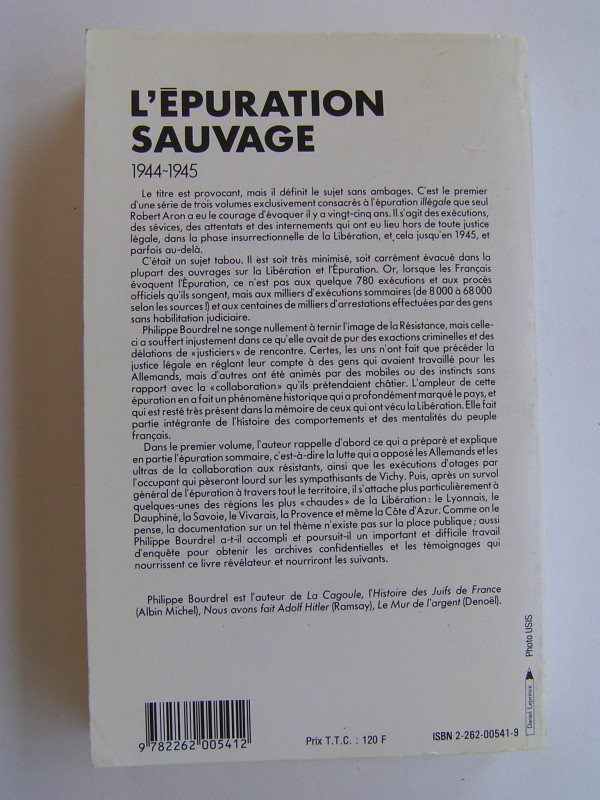 L'ÉPURATION
SAUVAGE
1944~1945
Le titre est provocant, mais il définit le sujet sans ambages. C'est le premier
d'une série de trois volumes exclusivement consacrés à l'épuration illégale que seul
Robert Aron a eu le courage d'évoquer il y a vingt-cinq ans. Il s'agit des exécutions,
des sévices, des attentats et des internements qui ont eu lieu hors de toute justice
légale, dans la phase insurrectionnelle de la Libération, et cela jusqu'en 1945, et
parfois au-delà.
C'était un sujet tabou. Il est soit très minimisé, soit carrément évacué dans la
plupart des ouvrages sur la Libération et l'Épuration. Or, lorsque les Français
évoquent l'Épuration, ce n'est pas aux quelque 780 exécutions et aux procès
officiels qu'ils songent, mais aux milliers d'exécutions sommaires (de 8 000 à 68 000
selon les sources !) et aux centaines de milliers d'arrestations effectuées par des gens
sans habilitation judiciaire.
Philippe Bourdrel ne songe nullement à ternir l'image de la Résistance, mais celle-
ci a souffert injustement dans ce qu'elle avait de pur des exactions criminelles et des
délations de « justiciers » de rencontre. Certes, les uns n'ont fait que précéder la
justice légale en réglant leur compte à des gens qui avaient travaillé pour les
Allemands, mais d'autres ont été animés par des mobiles ou des instincts sans
rapport avec la « collaboration » qu'ils prétendaient châtier. L'ampleur de cette
épuration en a fait un phénomène historique qui a profondément marqué le pays, et
qui est resté très présent dans la mémoire de ceux qui ont vécu la Libération. Elle fait
partie intégrante de l'Histoire des comportements et des mentalités du peuple
français.
Dans le premier volume, l'auteur rappelle d'abord ce qui a préparé et explique
en partie l'épuration sommaire, c'est-à-dire la lutte qui a opposé les Allemands et les
ultras de la collaboration aux résistants, ainsi que les exécutions d'otages par
l'occupant qui pèseront lourd sur les sympathisants de Vichy. Puis, après un survol
général de l'épuration à travers tout le territoire, il s'attache plus particulièrement à
quelques-unes des régions les plus « chaudes » de la Libération : le Lyonnais, le
Dauphiné, la Savoie, le Vivarais, la Provence et même la Côte d'Azur. Comme on le
pense, la documentation sur un tel thème n'existe pas sur la place publique ; aussi
Philippe Bourdrel a-t-il accompli et poursuit-il un important et difficile travail
d'enquête pour obtenir les archives confidentielles et les témoignages qui
nourrissent ce livre révélateur et nourriront les suivants.
Philippe Bourdrel est l'auteur de La Cagoule, l'Histoire des Juifs de France
(Albin Michel), Nous avons fait Adolf Hitler (Ramsay), Le Mur de l'argent (Denoël).
Daniel Leprince
Photo USIS
9 782262 005412
Prix T.T.C. : 120 F
ISBN 2-262-00541-9